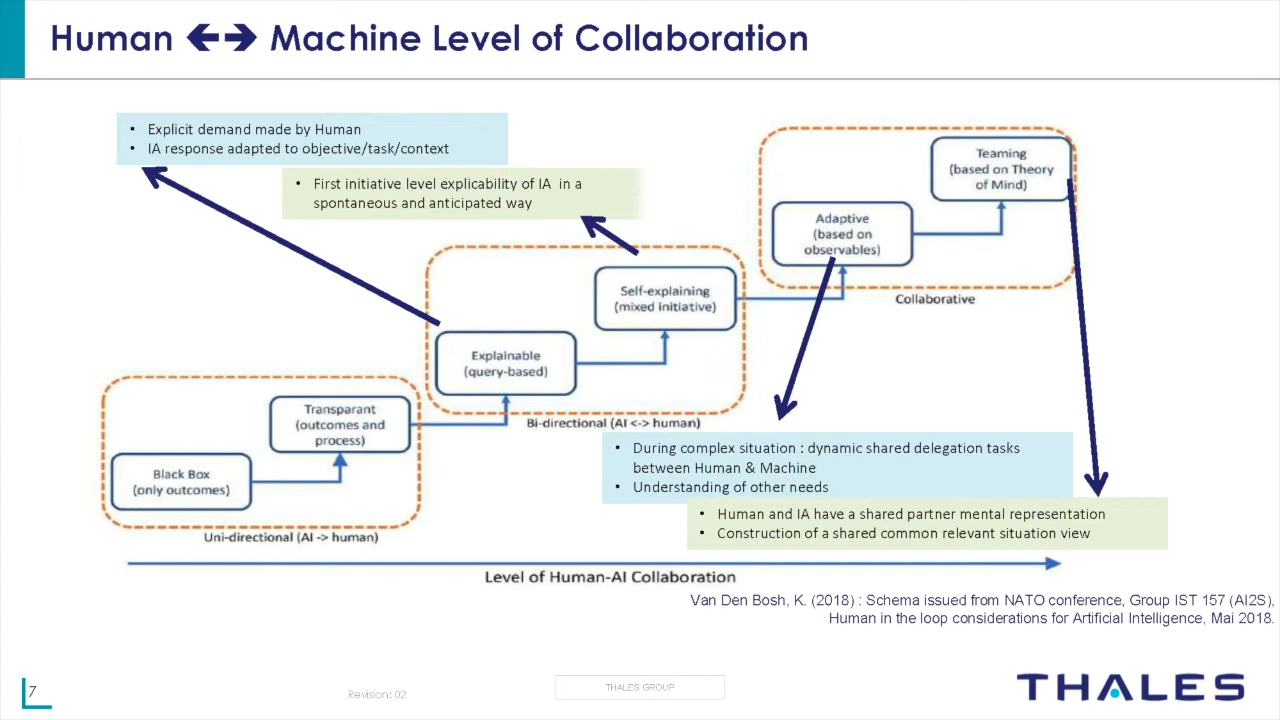 Human 🡸🡺 Machine Level of Collaboration
• Explicit demand made by Human
• IA response adapted to objective/task/context
• First initiative level explicability of IA in a
spontaneous and anticipated way
Teaming
(based on Theory
of Mind)
Adaptive
(based on
observables)
Collaborative
Self-explaining
(mixed initiative)
Explainable
(query-based)
Bi-directional (AI <-> human)
Transparant
(outcomes and
process)
Black Box
(only outcomes)
Uni-directional (AI -> human)
• During complex situation : dynamic shared delegation tasks
between Human & Machine
• Understanding of other needs
• Human and IA have a shared partner mental representation
• Construction of a shared common relevant situation view
Level of Human-AI Collaboration
Van Den Bosh, K. (2018) : Schema issued from NATO conference, Group IST 157 (AI2S),
Human in the loop considerations for Artificial Intelligence, Mai 2018.
7
Revision: 02
THALES GROUP
THALES